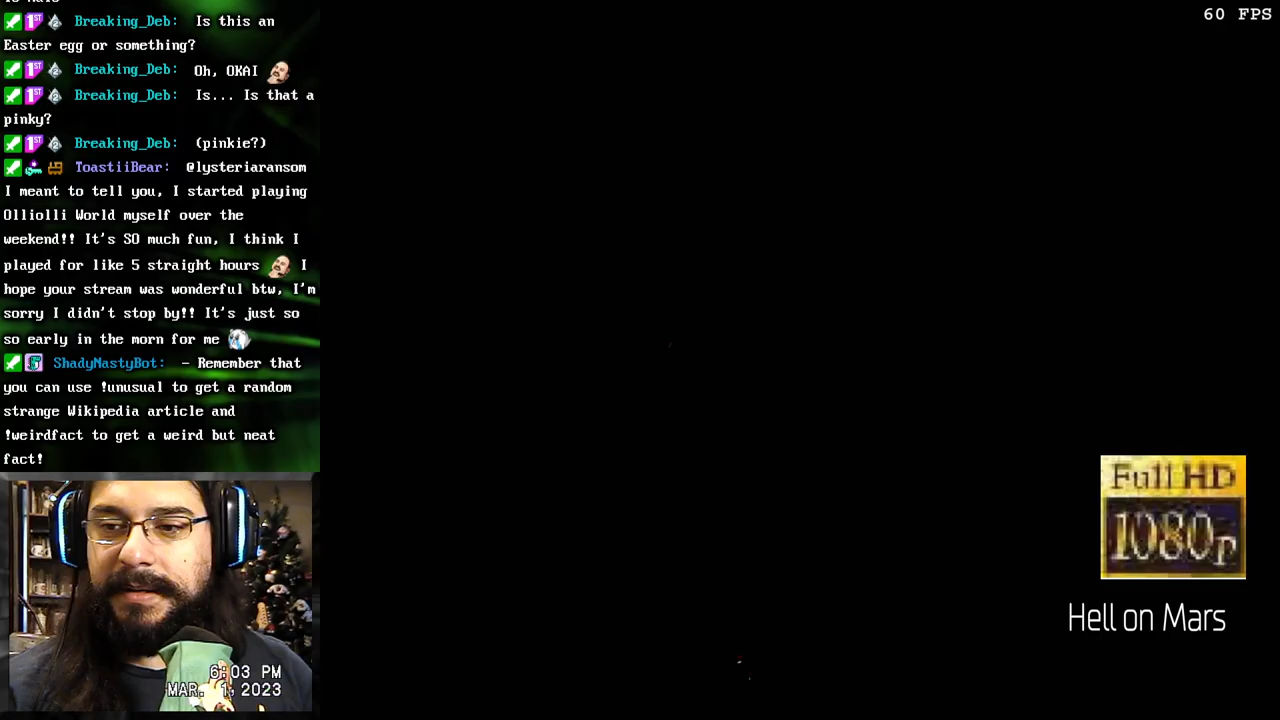 60 FPS
Breaking_Deb: Is this an
Easter egg or something?
Breaking_Deb: Oh, OKAI
Breaking_Deb: Is... Is that a
pinky?
Breaking_Deb: (pinkie?)
ToastiiBear: @lysteriaransom
I meant to tell you, I started playing
Olliolli World myself over the
weekend!! It's SO much fun, I think I
played for like 5 straight hours I
hope your stream was wonderful btw, I'm
sorry I didn't stop by!! It's just so
so early in the morn for me
ShadyNastyBot: - Remember that
you can use !unusual to get a random
strange Wikipedia article and
!weirdfact to get a weird but neat
fact!
Full HD
1080p
Hell on Mars
6:03 PM
MAR. 1, 2023